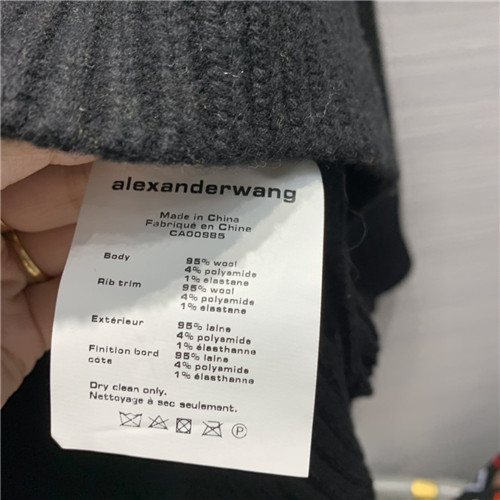 alexanderwang
Made in China
Fabriqué en Chine
CA00985
Body 95% wool
4% polyamide
1% elastane
Rib trim 95% wool
4% polyamide
1% elastane
Extérieur 95% laine
4% polyamide
1% élasthanne
Finition bord côte 95% laine
4% polyamide
1% élasthanne
Dry clean only.
Nettoyage á sec seulement.
P